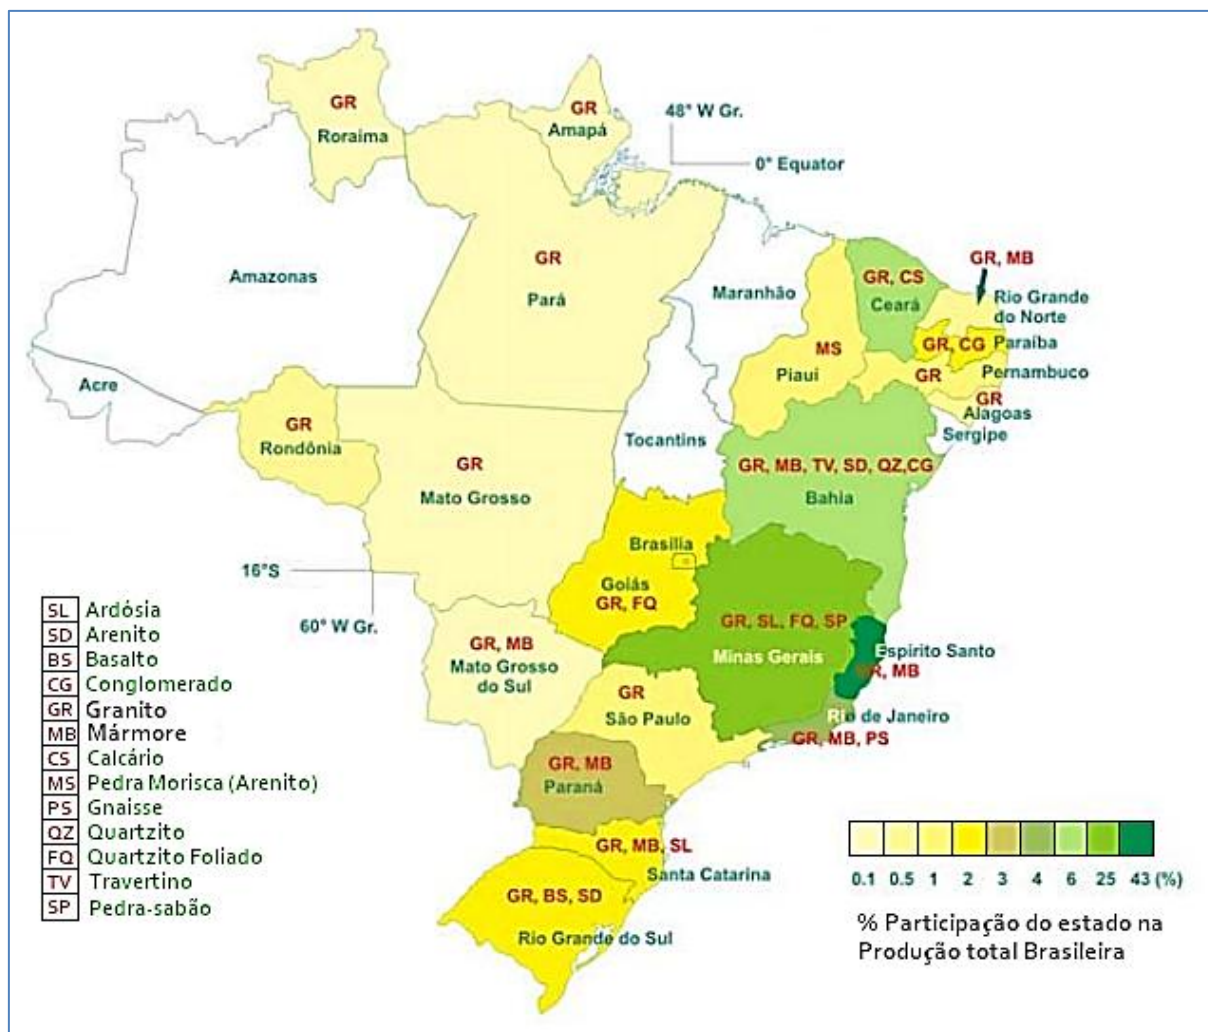 GR
Roraima
GR
Amapá
48° W Gr.
0° Equator
Amazonas
GR
Pará
Maranhão
GR, CS
Ceará
GR, MB
Rio Grande
do Norte
GR, CG
Paraíba
MS
Piauí
GR
Pernambuco
GR
Alagoas
Sergipe
Acre
GR
Rondônia
GR
Mato Grosso
Tocantins
GR, MB, TV, SD, QZ,CG
Bahia
Brasília
Goiás
GR, FQ
16°S
60° W Gr.
GR, SL, FQ, SP
Minas Gerais
Espirito Santo
GR, MB
GR, MB
Mato Grosso
do Sul
GR
São Paulo
Rio de Janeiro
GR, MB, PS
GR, MB
Paraná
GR, MB, SL
Santa Catarina
GR, BS, SD
Rio Grande do Sul
SL Ardósia
SD Arenito
BS Basalto
CG Conglomerado
GR Granito
MB Mármore
CS Calcário
MS Pedra Morisca (Arenito)
PS Gnaisse
QZ Quartzito
FQ Quartzito Foliado
TV Travertino
SP Pedra-sabão
0.1 0.5 1 2 3 4 6 25 43 (%)
% Participação do estado na
Produção total Brasileira